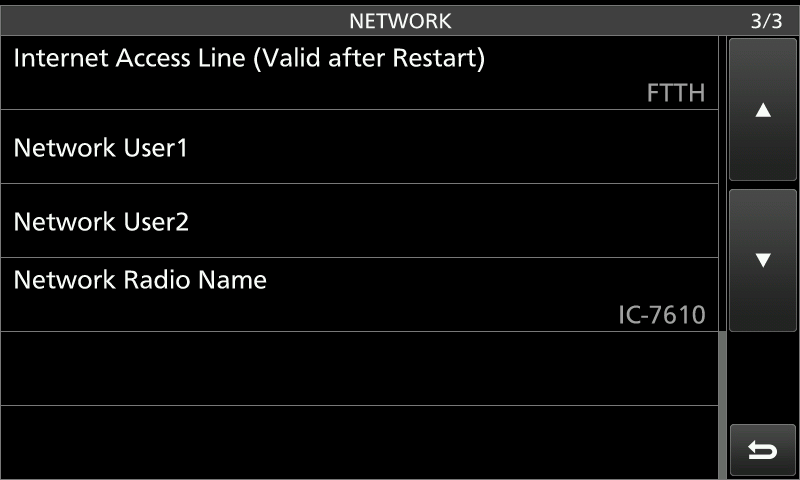 NETWORK 3/3
Internet Access Line (Valid after Restart)
FTTH
Network User1
Network User2
Network Radio Name
IC-7610